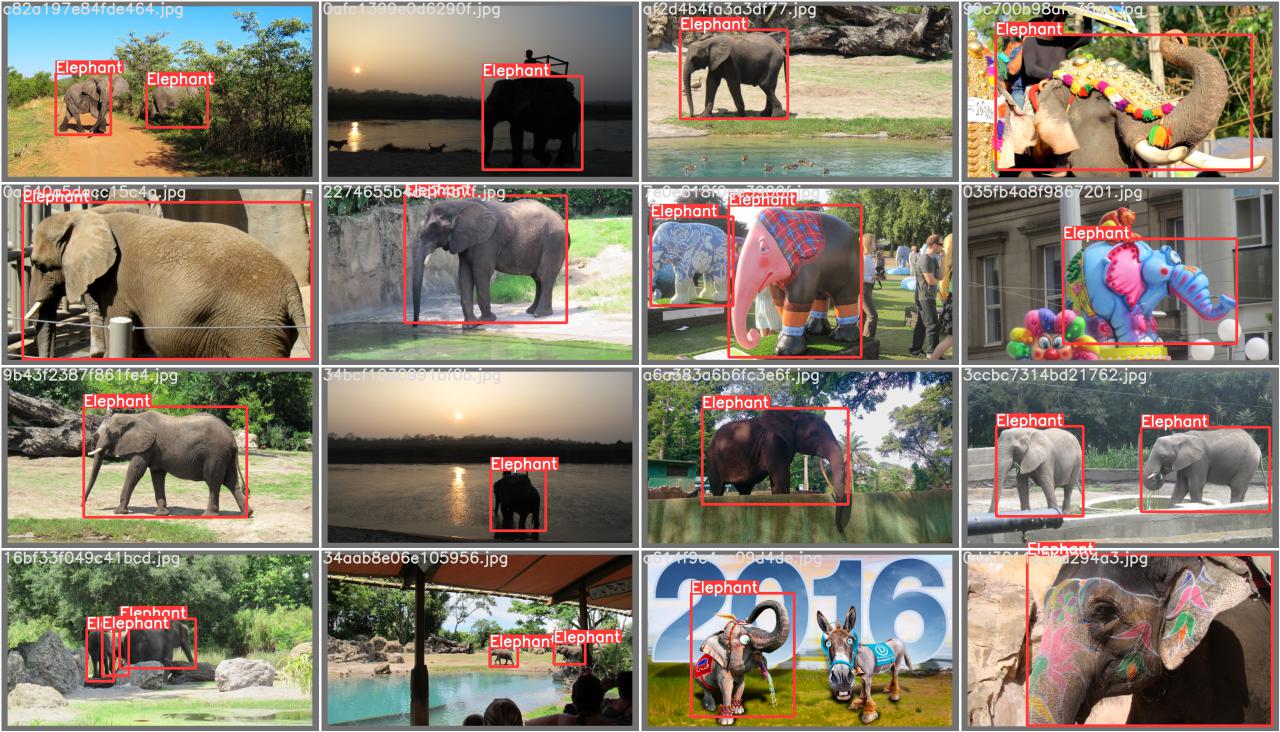 c82a197e84fde464.jpg
Elephant
Elephant
0afc1399e0d6290f.jpg
Elephant
af2d4b4fa3a3df77.jpg
Elephant
Elephant
Elephant
Elephant
Elephant
Elephant
035fb4a8f9867201.jpg
Elephant
9b43f2387f861fe4.jpg
Elephant
Elephant
a6a383a6b6fc3e6f.jpg
Elephant
3ccbc7314bd21762.jpg
Elephant
Elephant
16bf33f049c41bcd.jpg
Elephant
Elephant
34aab8e06e105956.jpg
Elephant
Elephant
Elephant
2016
D
Elephant